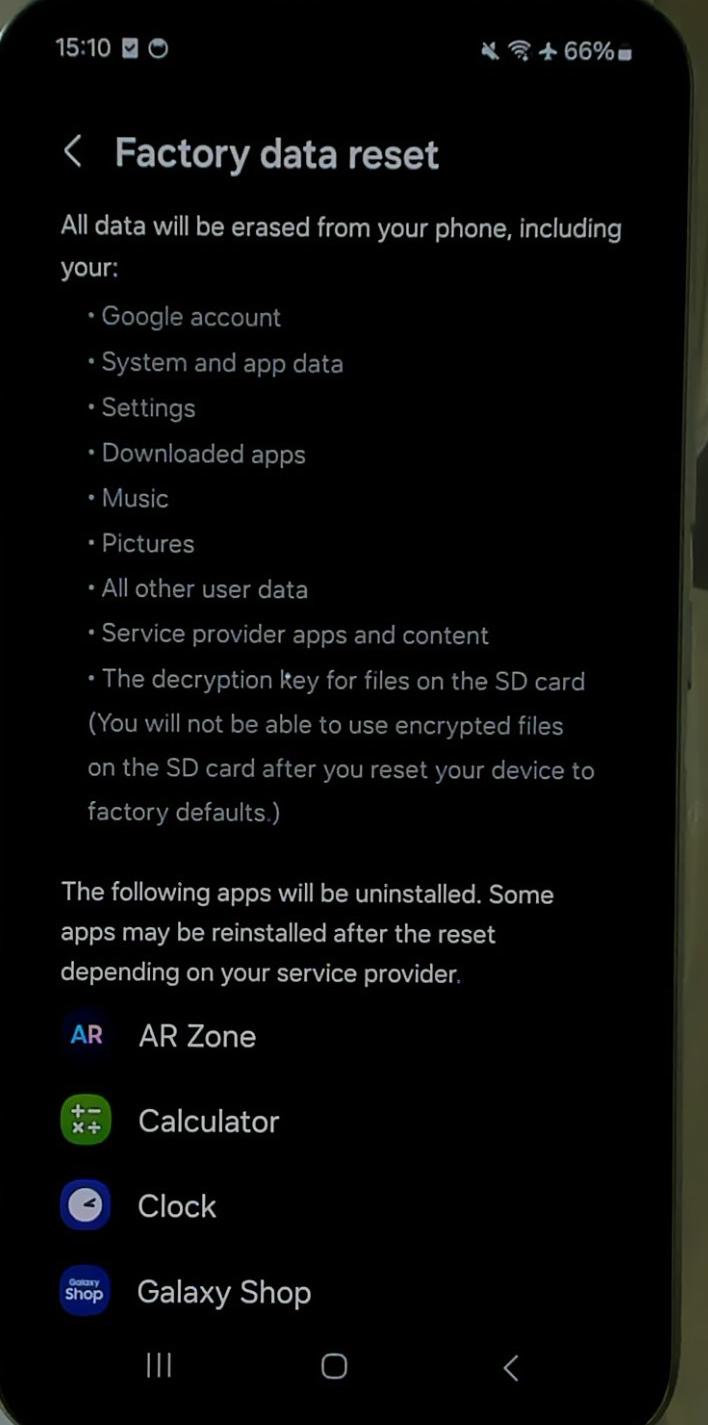 15:10 66%
Factory data reset
All data will be erased from your phone, including
your:
• Google account
• System and app data
• Settings
• Downloaded apps
• Music
• Pictures
• All other user data
• Service provider apps and content
• The decryption key for files on the SD card
(You will not be able to use encrypted files
on the SD card after you reset your device to
factory defaults.)
The following apps will be uninstalled. Some
apps may be reinstalled after the reset
depending on your service provider.
AR AR Zone
Calculator
Clock
Galaxy
Shop Galaxy Shop